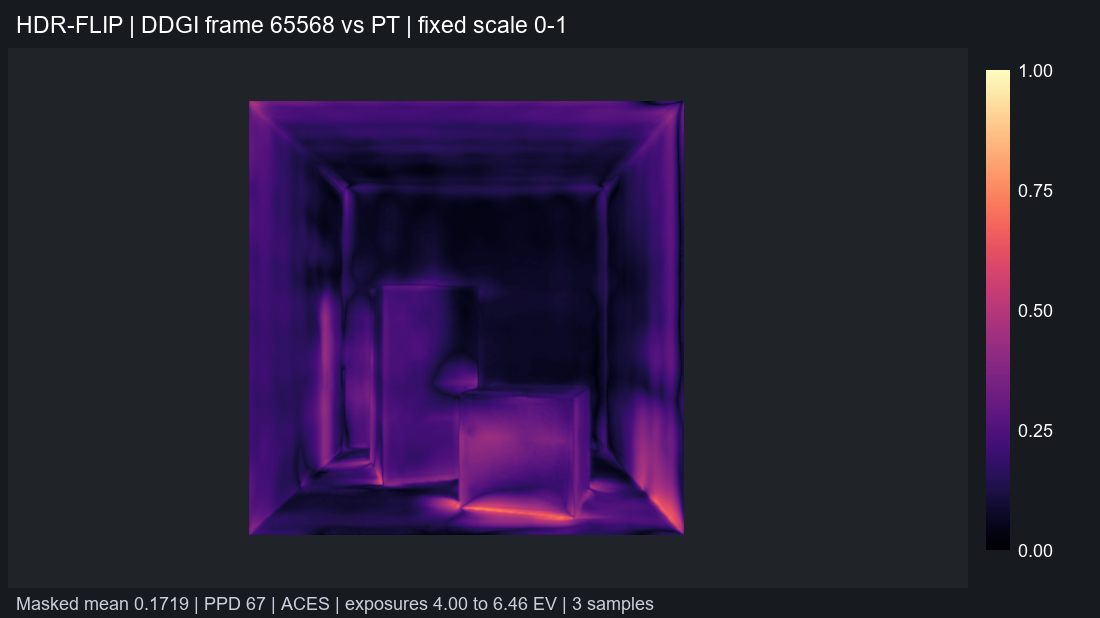 HDR-FLIP | DDGI frame 65568 vs PT | fixed scale 0-1
1.00
0.75
0.50
0.25
0.00
Masked mean 0.1719 | PPD 67 | ACES | exposures 4.00 to 6.46 EV | 3 samples